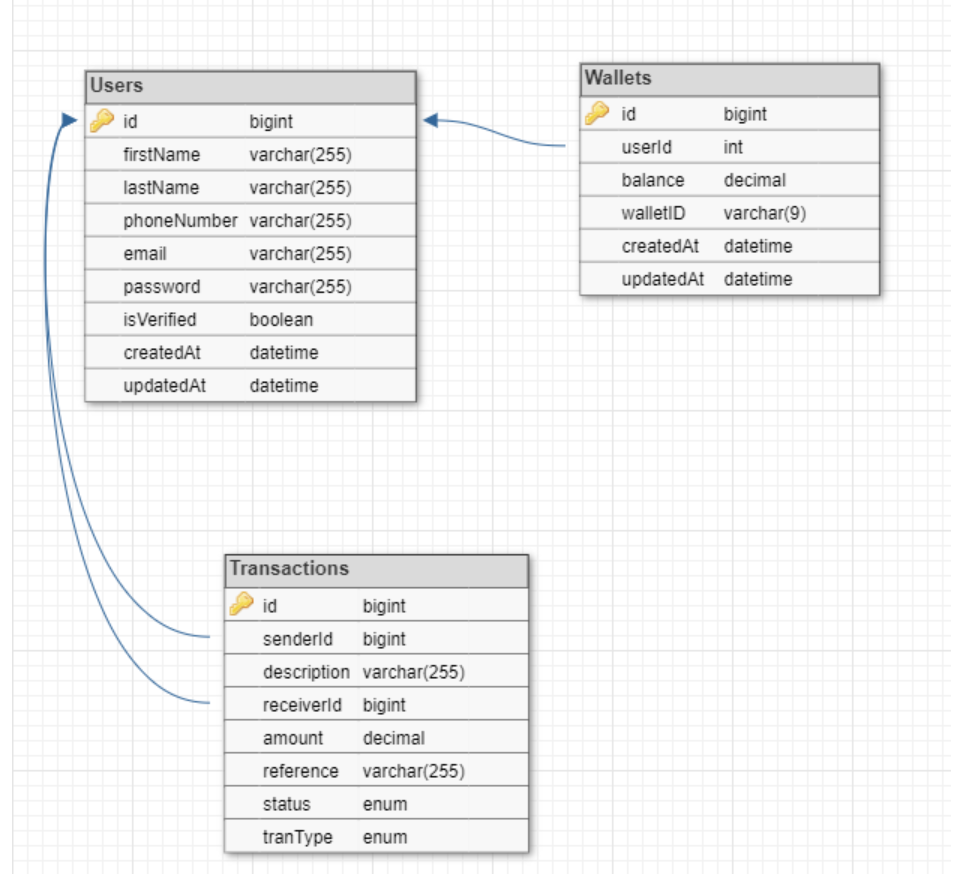 Users
id bigint
firstName varchar(255)
lastName varchar(255)
phoneNumber varchar(255)
email varchar(255)
password varchar(255)
isVerified boolean
createdAt datetime
updatedAt datetime
Wallets
id bigint
userId int
balance decimal
walletID varchar(9)
createdAt datetime
updatedAt datetime
Transactions
id bigint
senderId bigint
description varchar(255)
receiverId bigint
amount decimal
reference varchar(255)
status enum
tranType enum